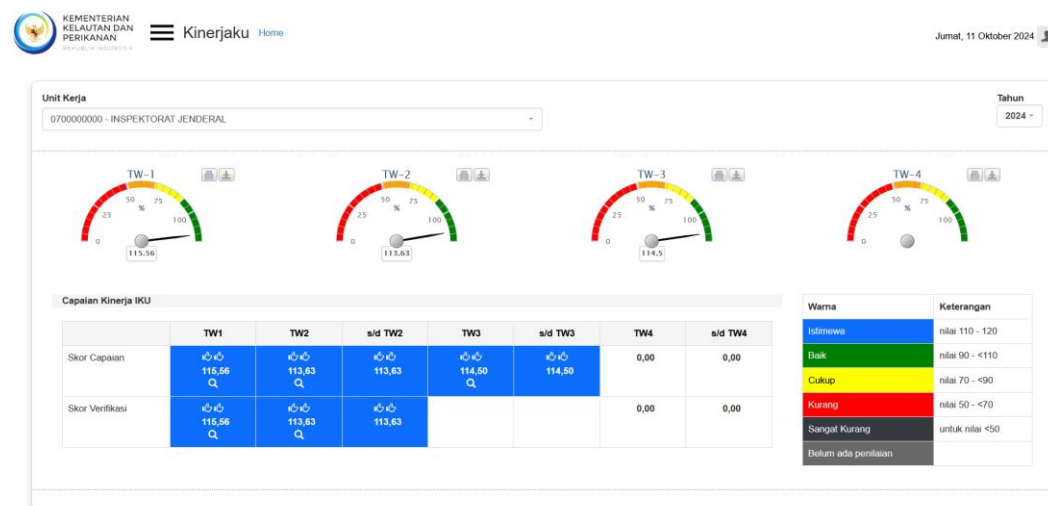 KEMENTERIAN
KELAUTAN DAN
PERIKANAN
REPUBLIK INDONESIA
Kinerjaku Home
Jumat, 11 Oktober 2024
Unit Kerja
Tahun
0700000000 - INSPEKTORAT JENDERAL
2024
TW-1
0 25 50 75 100
%
115.56
TW-2
0 25 50 75 100
%
113.63
TW-3
0 25 50 75 100
%
114.5
TW-4
0 25 50 75 100
%
Capaian Kinerja IKU
TW1 TW2 s/d TW2 TW3 s/d TW3 TW4 s/d TW4
Skor Capaian 115,56 113,63 113,63 114,50 114,50 0,00 0,00
Skor Verifikasi 115,56 113,63 113,63 0,00 0,00
Warna Keterangan
Istimewa nilai 110 - 120
Baik nilai 90 - <110
Cukup nilai 70 - <90
Kurang nilai 50 - <70
Sangat Kurang untuk nilai <50
Belum ada penilaian